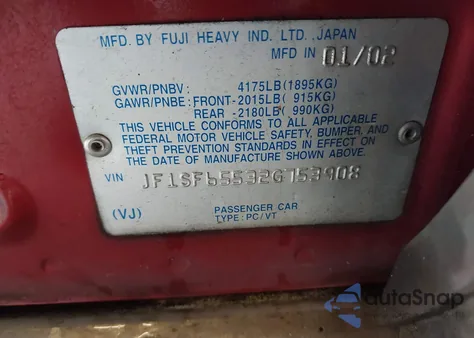 MFD. BY FUJI HEAVY IND. LTD. JAPAN
MFD IN 01/02
GVWR/PNBV: 4175LB(1895KG)
GAWR/PNBE: FRONT-2015LB( 915KG)
REAR -2180LB( 990KG)
THIS VEHICLE CONFORMS TO ALL APPLICABLE
FEDERAL MOTOR VEHICLE SAFETY, BUMPER, AND
THEFT PREVENTION STANDARDS IN EFFECT ON
THE DATE OF MANUFACTURE SHOWN ABOVE.
VIN JF1SF65532G753908
(VJ) PASSENGER CAR
TYPE: PC/VT
autoSnap